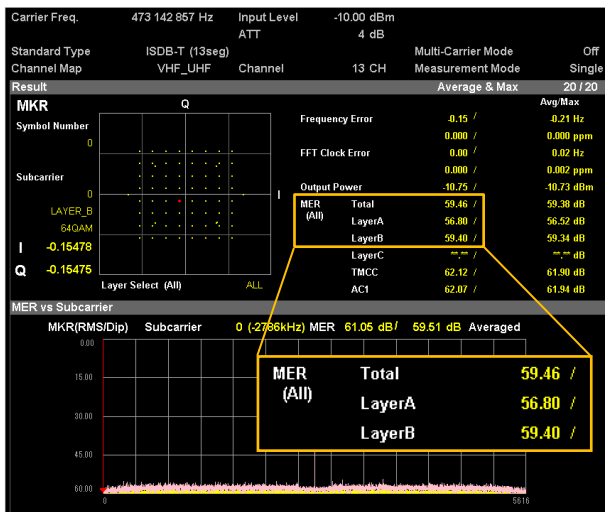 Carrier Freq. 473 142 857 Hz Input Level -10.00 dBm
ATT 4 dB
Standard Type ISDB-T (13seg) Multi-Carrier Mode Off
Channel Map VHF_UHF Channel 13 CH Measurement Mode Single
Result Average & Max 20 / 20
MKR Q Avg/Max
Symbol Number Frequency Error -0.15 / -0.21 Hz
0 0.000 / 0.000 ppm
FFT Clock Error 0.00 / 0.02 Hz
Subcarrier 0.000 / 0.002 ppm
0 I Output Power -10.75 / -10.73 dBm
LAYER_B MER Total 59.46 / 59.38 dB
64QAM (All) LayerA 56.80 / 56.52 dB
I -0.15478 LayerB 59.40 / 59.34 dB
LayerC **.** / **.** dB
Q -0.15475 TMCC 62.12 / 61.90 dB
Layer Select (All) ALL AC1 62.07 / 61.94 dB
MER vs Subcarrier
MKR(RMS/Dip) Subcarrier 0 (-2786kHz) MER 61.05 dB/ 59.51 dB Averaged
0.00
MER Total 59.46 /
15.00
(All) LayerA 56.80 /
30.00
LayerB 59.40 /
45.00
60.00
0 5616